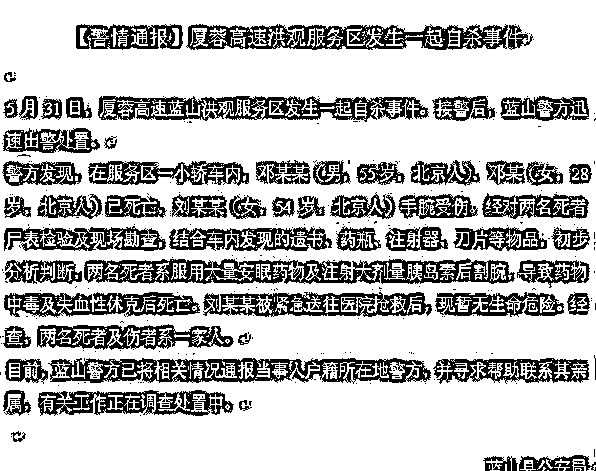 【警情通报】厦蓉高速洪观服务区发生一起自杀事件
5月31日，厦蓉高速蓝山洪观服务区发生一起自杀事件。接警后，蓝山警方迅
速出警处置。
警方发现，在服务区一小轿车内，邓某某（男，55岁，北京人）、邓某（女，28
岁，北京人）已死亡，刘某某（女，54岁，北京人）手腕受伤。经对两名死者
尸表检验及现场勘查，结合车内发现的遗书、药瓶、注射器、刀片等物品，初步
分析判断，两名死者系服用大量安眠药物及注射大剂量胰岛素后割腕，导致药物
中毒及失血性休克后死亡。刘某某被紧急送往医院抢救后，现暂无生命危险。经
查，两名死者及伤者系一家人。
目前，蓝山警方已将相关情况通报当事人户籍所在地警方，并寻求帮助联系其亲
属，有关工作正在调查处置中。
蓝山县公安局